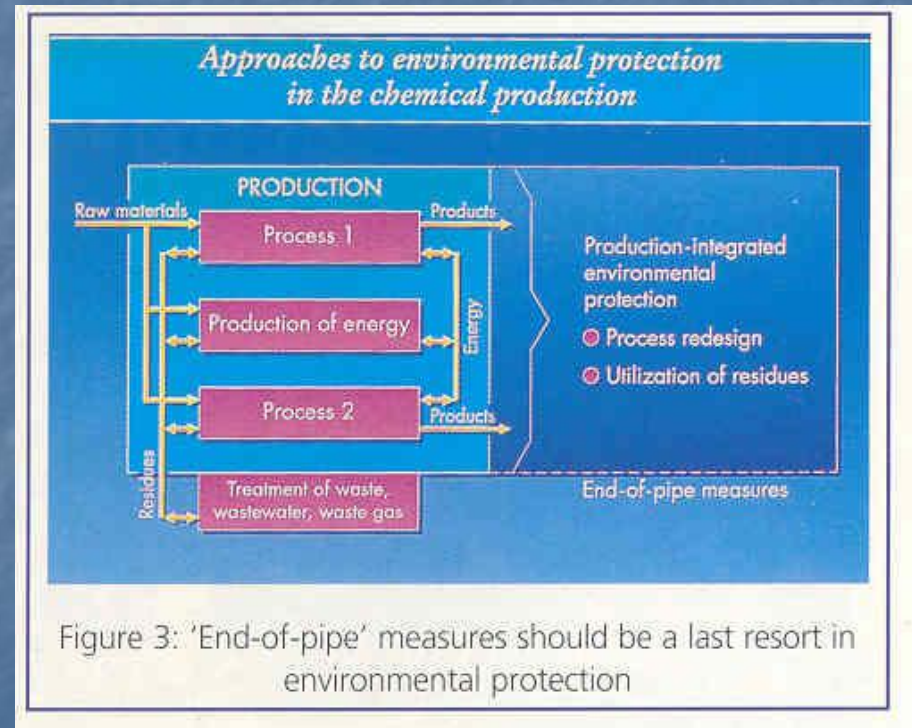 Approaches to environmental protection
in the chemical production
PRODUCTION
Raw materials
Products
Process 1
Production of energy
Energy
Process 2
Products
Residues
Treatment of waste,
wastewater, waste gas
Production-integrated
environmental
protection
Process redesign
Utilization of residues
End-of-pipe measures
Figure 3: 'End-of-pipe' measures should be a last resort in
environmental protection